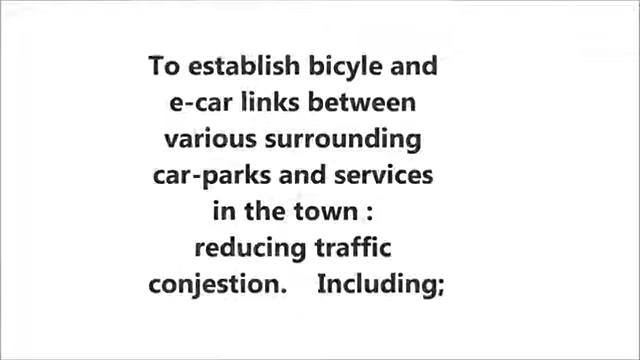 To establish bicyle and
e-car links between
various surrounding
car-parks and services
in the town :
reducing traffic
conjestion. Including;